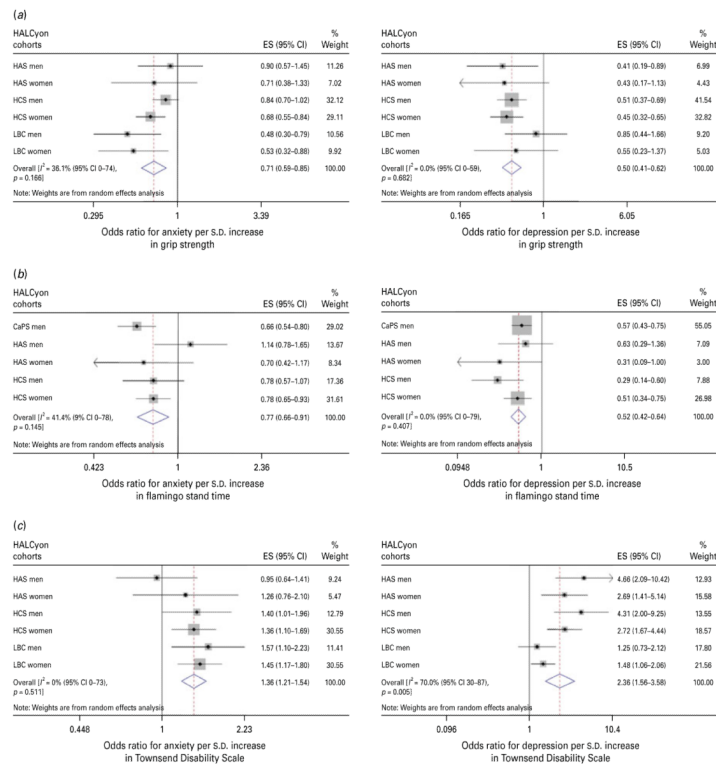 (a)
HALCyon
cohorts ES (95% CI) % Weight
HAS men 0.90 (0.57–1.45) 11.26
HAS women 0.71 (0.38–1.33) 7.02
HCS men 0.84 (0.70–1.02) 32.12
HCS women 0.68 (0.55–0.84) 29.11
LBC men 0.48 (0.30–0.79) 10.56
LBC women 0.53 (0.32–0.88) 9.92
Overall [I² = 36.1% (95% CI 0–74), 0.71 (0.59–0.85) 100.00
p = 0.166]
Note: Weights are from random effects analysis
0.295 1 3.39
Odds ratio for anxiety per S.D. increase
in grip strength
HALCyon
cohorts ES (95% CI) % Weight
HAS men 0.41 (0.19–0.89) 6.99
HAS women 0.43 (0.17–1.13) 4.43
HCS men 0.51 (0.37–0.69) 41.54
HCS women 0.45 (0.32–0.65) 32.82
LBC men 0.85 (0.44–1.66) 9.20
LBC women 0.55 (0.23–1.37) 5.03
Overall [I² = 0.0% (95% CI 0–59), 0.50 (0.41–0.62) 100.00
p = 0.682]
Note: Weights are from random effects analysis
0.165 1 6.05
Odds ratio for depression per S.D. increase
in grip strength
(b)
HALCyon
cohorts ES (95% CI) % Weight
CaPS men 0.66 (0.54–0.80) 29.02
HAS men 1.14 (0.78–1.65) 13.67
HAS women 0.70 (0.42–1.17) 8.34
HCS men 0.78 (0.57–1.07) 17.36
HCS women 0.78 (0.65–0.93) 31.61
Overall [I² = 41.4% (9% CI 0–78), 0.77 (0.66–0.91) 100.00
p = 0.145]
Note: Weights are from random effects analysis
0.423 1 2.36
Odds ratio for anxiety per S.D. increase
in flamingo stand time
HALCyon
cohorts ES (95% CI) % Weight
CaPS men 0.57 (0.43–0.75) 55.05
HAS men 0.63 (0.29–1.36) 7.09
HAS women 0.31 (0.09–1.00) 3.00
HCS men 0.29 (0.14–0.60) 7.88
HCS women 0.51 (0.34–0.75) 26.98
Overall [I² = 0.0% (95% CI 0–79), 0.52 (0.42–0.64) 100.00
p = 0.407]
Note: Weights are from random effects analysis
0.0948 1 10.5
Odds ratio for depression per S.D. increase
in flamingo stand time
(c)
HALCyon
cohorts ES (95% CI) % Weight
HAS men 0.95 (0.64–1.41) 9.24
HAS women 1.26 (0.76–2.10) 5.47
HCS men 1.40 (1.01–1.96) 12.79
HCS women 1.36 (1.10–1.69) 30.55
LBC men 1.57 (1.10–2.23) 11.41
LBC women 1.45 (1.17–1.80) 30.55
Overall [I² = 0% (95% CI 0–73), 1.36 (1.21–1.54) 100.00
p = 0.511]
Note: Weights are from random effects analysis
0.448 1 2.23
Odds ratio for anxiety per S.D. increase
in Townsend Disability Scale
HALCyon
cohorts ES (95% CI) % Weight
HAS men 4.66 (2.09–10.42) 12.93
HAS women 2.69 (1.41–5.14) 15.58
HCS men 4.31 (2.00–9.25) 13.55
HCS women 2.72 (1.67–4.44) 18.57
LBC men 1.25 (0.73–2.12) 17.80
LBC women 1.48 (1.06–2.06) 21.56
Overall [I² = 70.0% (95% CI 30–87), 2.36 (1.56–3.58) 100.00
p = 0.005]
Note: Weights are from random effects analysis
0.096 1 10.4
Odds ratio for depression per S.D. increase
in Townsend Disability Scale